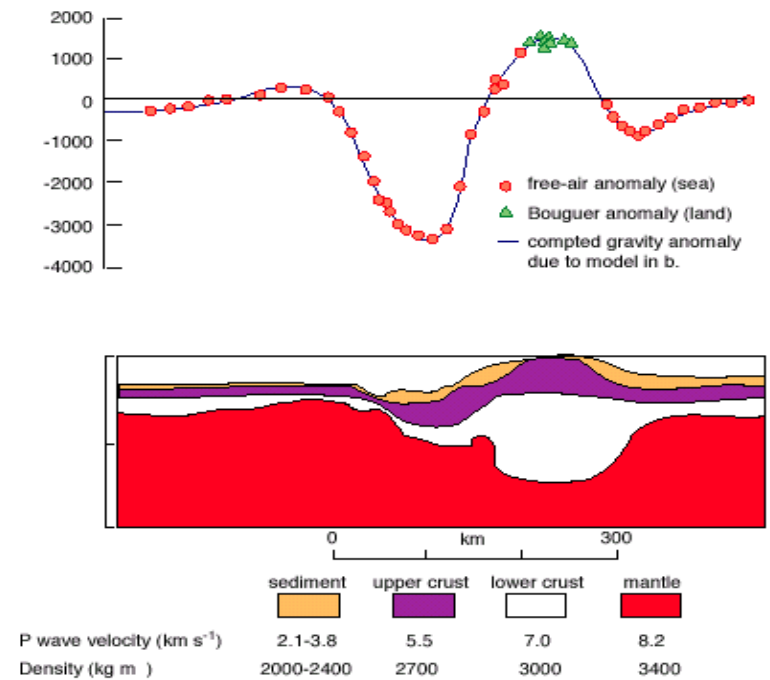 2000
1000
0
-1000
-2000
-3000
-4000
free-air anomaly (sea)
Bouguer anomaly (land)
compted gravity anomaly
due to model in b.
0 km 300
sediment upper crust lower crust mantle
P wave velocity (km s⁻¹) 2.1-3.8 5.5 7.0 8.2
Density (kg m ) 2000-2400 2700 3000 3400